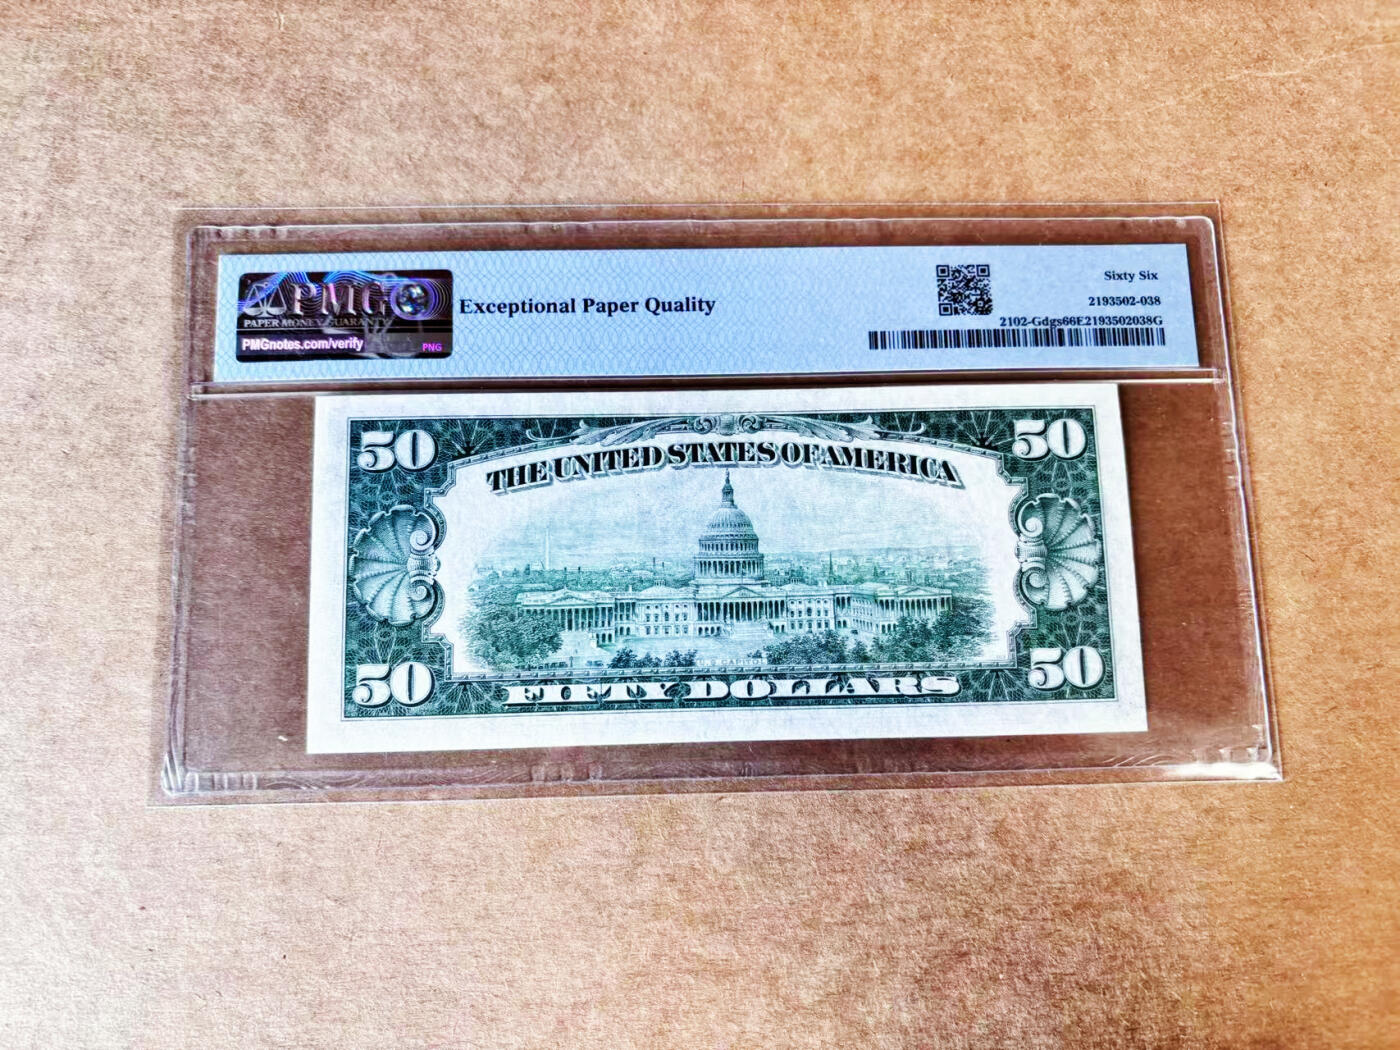 PMG
PAPER MONEY GUARANTY
PMGnotes.com/verify
PNG
Exceptional Paper Quality
Sixty Six
2193502-038
2102-Gdgs66E2193502038G
50
50
THE UNITED STATES OF AMERICA
U.S. CAPITOL
50
50
FIFTY DOLLARS